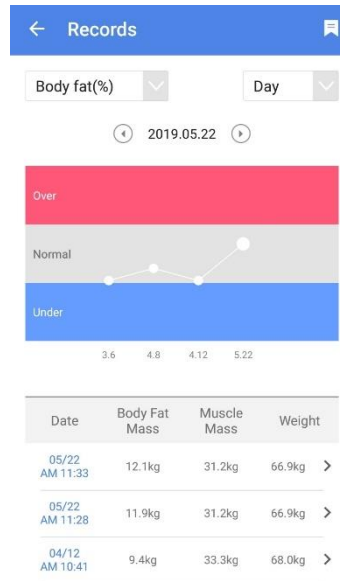 Records
Body fat(%) Day
2019.05.22
Over
Normal
Under
3.6 4.8 4.12 5.22
Date Body Fat Mass Muscle Mass Weight
05/22 AM 11:33 12.1kg 31.2kg 66.9kg
05/22 AM 11:28 11.9kg 31.2kg 66.9kg
04/12 AM 10:41 9.4kg 33.3kg 68.0kg